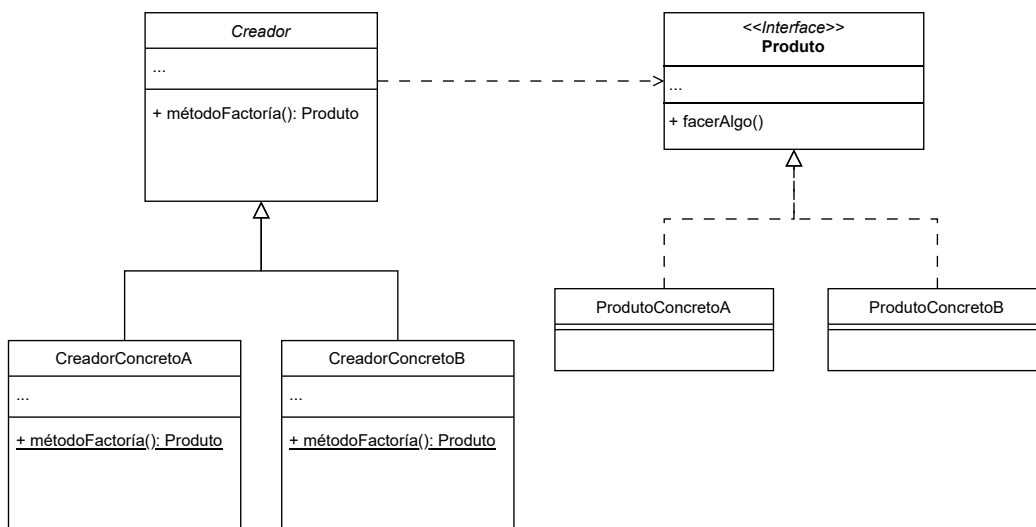 Creador
...
+ métodoFactoría(): Produto
<<Interface>>
Produto
...
+ facerAlgo()
CreadorConcretoA
...
+ métodoFactoría(): Produto
CreadorConcretoB
...
+ métodoFactoría(): Produto
ProdutoConcretoA
ProdutoConcretoB